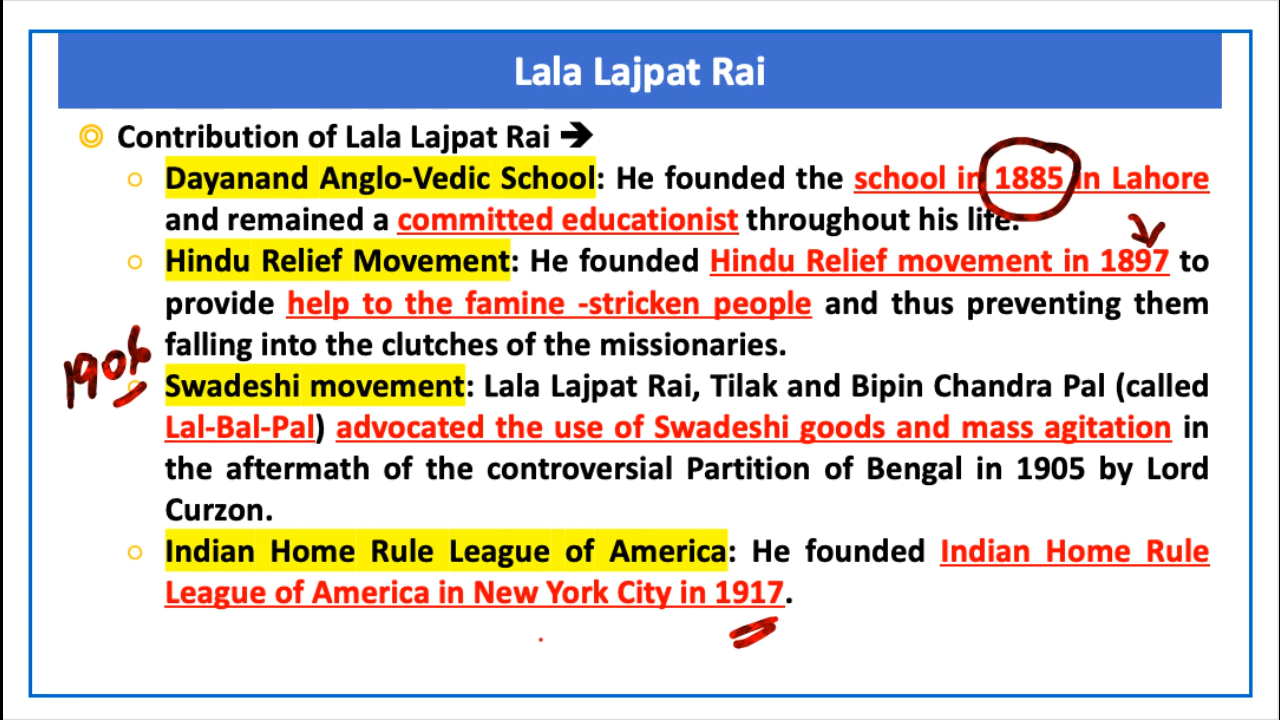 Lala Lajpat Rai
Contribution of Lala Lajpat Rai ➔
Dayanand Anglo-Vedic School: He founded the school in 1885 in Lahore
and remained a committed educationist throughout his life.
Hindu Relief Movement: He founded Hindu Relief movement in 1897 to
provide help to the famine -stricken people and thus preventing them
falling into the clutches of the missionaries.
1906
Swadeshi movement: Lala Lajpat Rai, Tilak and Bipin Chandra Pal (called
Lal-Bal-Pal) advocated the use of Swadeshi goods and mass agitation in
the aftermath of the controversial Partition of Bengal in 1905 by Lord
Curzon.
Indian Home Rule League of America: He founded Indian Home Rule
League of America in New York City in 1917.